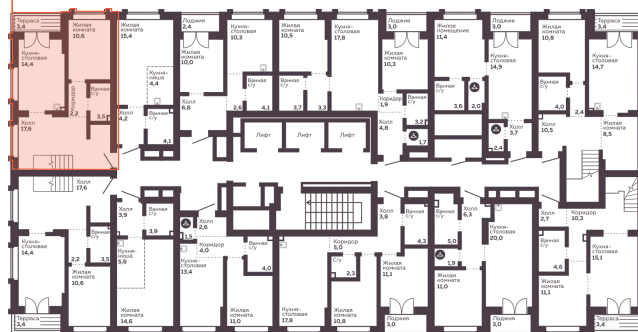 Терраса
3,4
Жилая
комната
10,6
Кухня-
столовая
14,4
Коридор
2,2
Ванная
с/у
3,5
Холл
17,6
Жилая
комната
15,4
Кухня-
ниша
4,4
Холл
4,2
Ванная
с/у
4,1
Лоджия
2,4
Жилая
комната
10,0
Холл
6,8
Кухня-
столовая
10,3
Ванная
с/у
2,6
4,1
Жилая
комната
10,5
Ванная
с/у
3,7
3,3
Кухня-
столовая
17,8
Лоджия
3,0
Жилая
комната
10,3
Коридор
1,9
Холл
4,8
Ванная
с/у
3,2
1,7
Жилое
помещение
11,4
Ванная
с/у
3,6
2,0
Лоджия
3,0
Кухня-
столовая
14,9
Холл
3,7
2,4
Жилая
комната
10,8
Ванная
с/у
4,0
2,4
Холл
10,5
Терраса
3,4
Кухня-
столовая
14,7
Жилая
комната
8,5
Лифт
Лифт
Лифт
Холл
17,6
Кухня-
столовая
14,4
2,2
Ванная
с/у
3,5
Жилая
комната
10,6
Терраса
3,4
Холл
3,9
Ванная
с/у
3,9
Кухня-
ниша
5,6
Жилая
комната
14,6
Холл
2,6
1,5
Коридор
4,0
Кухня-
столовая
13,4
Ванная
с/у
4,0
Жилая
комната
11,0
Кухня-
столовая
17,8
Коридор
5,0
Ванная
с/у
2,3
Жилая
комната
10,8
Холл
3,8
Ванная
с/у
4,3
Жилая
комната
11,1
Лоджия
3,0
Холл
6,3
Ванная
с/у
5,0
1,9
Жилая
комната
11,0
Кухня-
столовая
20,0
Лоджия
3,0
Холл
2,7
Коридор
10,3
Ванная
с/у
4,6
Жилая
комната
11,1
Кухня-
столовая
15,1
Терраса
3,4